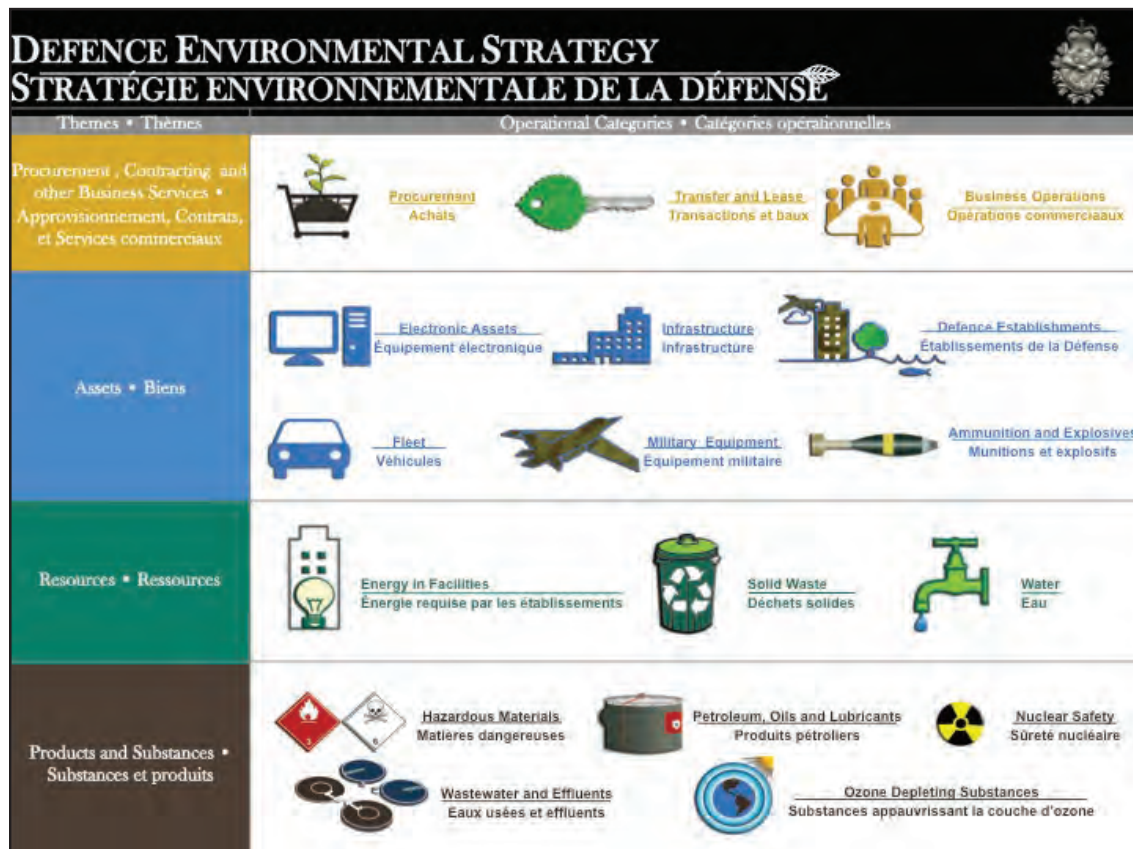 DEFENCE ENVIRONMENTAL STRATEGY
STRATÉGIE ENVIRONNEMENTALE DE LA DÉFENSE
Themes • Thèmes
Operational Categories • Catégories opérationnelles
Procurement, Contracting and
other Business Services •
Approvisionnement, Contrats,
et Services commerciaux
Procurement
Achats
Transfer and Lease
Transactions et baux
Business Operations
Opérations commerciaaux
Assets • Biens
Electronic Assets
Équipement électronique
Infrastructure
Infrastructure
Defence Establishments
Établissements de la Défense
Fleet
Véhicules
Military Equipment
Équipement militaire
Ammunition and Explosives
Munitions et explosifs
Resources • Ressources
Energy in Facilities
Énergie requise par les établissements
Solid Waste
Déchets solides
Water
Eau
Products and Substances •
Substances et produits
3
6
Hazardous Materials
Matières dangereuses
Petroleum, Oils and Lubricants
Produits pétroliers
Nuclear Safety
Sûreté nucléaire
Wastewater and Effluents
Eaux usées et effluents
Ozone Depleting Substances
Substances appauvrissant la couche d'ozone